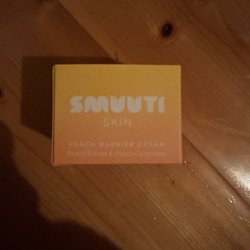 SMUUTI
SKIN
PEACH BARRIER CREAM
Peach Extract & Peach Ceramides